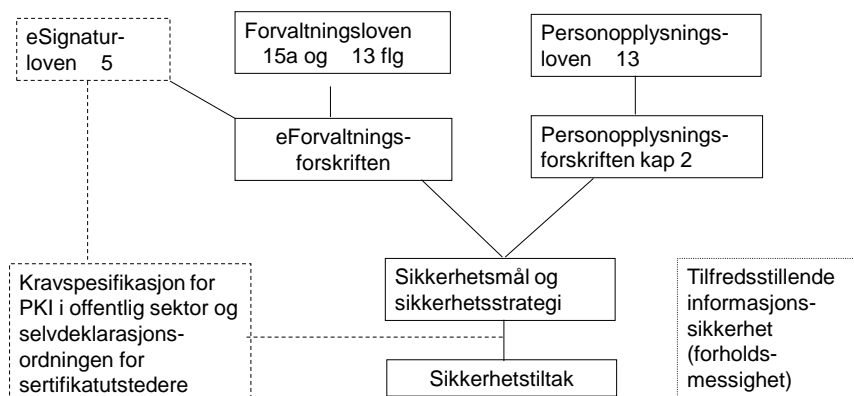 eSignatur-
loven 5
Forvaltningsloven
15a og 13 flg
Personopplysnings-
loven 13
eForvaltnings-
forskriften
Personopplysnings-
forskriften kap 2
Kravspesifikasjon for
PKI i offentlig sektor og
selvdeklarasjons-
ordningen for
sertifikatutstedere
Sikkerhetsmål og
sikkerhetsstrategi
Sikkerhetstiltak
Tilfredsstillende
informasjons-
sikkerhet
(forholds-
messighet)